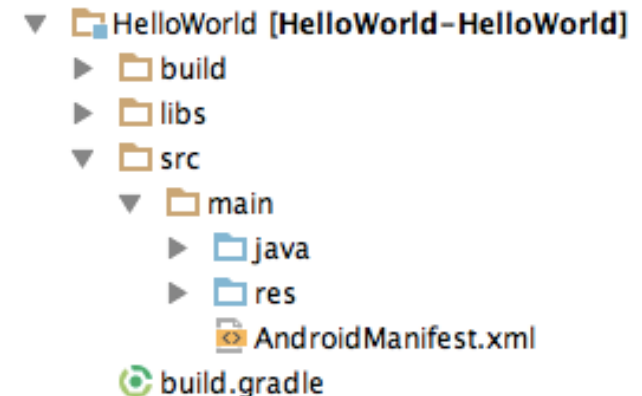 HelloWorld [HelloWorld-HelloWorld]
build
libs
src
main
java
res
AndroidManifest.xml
build.gradle